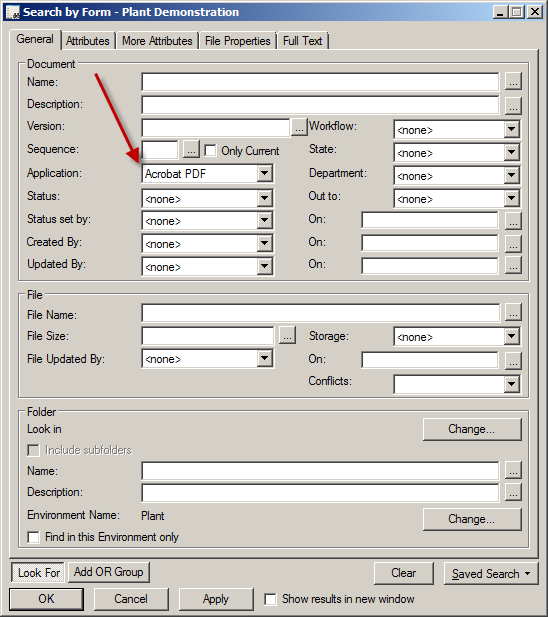 Search by Form - Plant Demonstration
General Attributes More Attributes File Properties Full Text
Document
Name: ...
Description: ...
Version: ... Workflow: <none>
Sequence: ... Only Current State: <none>
Application: Acrobat PDF Department: <none>
Status: <none> Out to: <none>
Status set by: <none> On: ...
Created By: <none> On: ...
Updated By: <none> On: ...
File
File Name: ...
File Size: ... Storage: <none>
File Updated By: <none> On: ...
Conflicts:
Folder
Look in Change...
Include subfolders
Name: ...
Description: ...
Environment Name: Plant Change...
Find in this Environment only
Look For Add OR Group Clear Saved Search
OK Cancel Apply Show results in new window